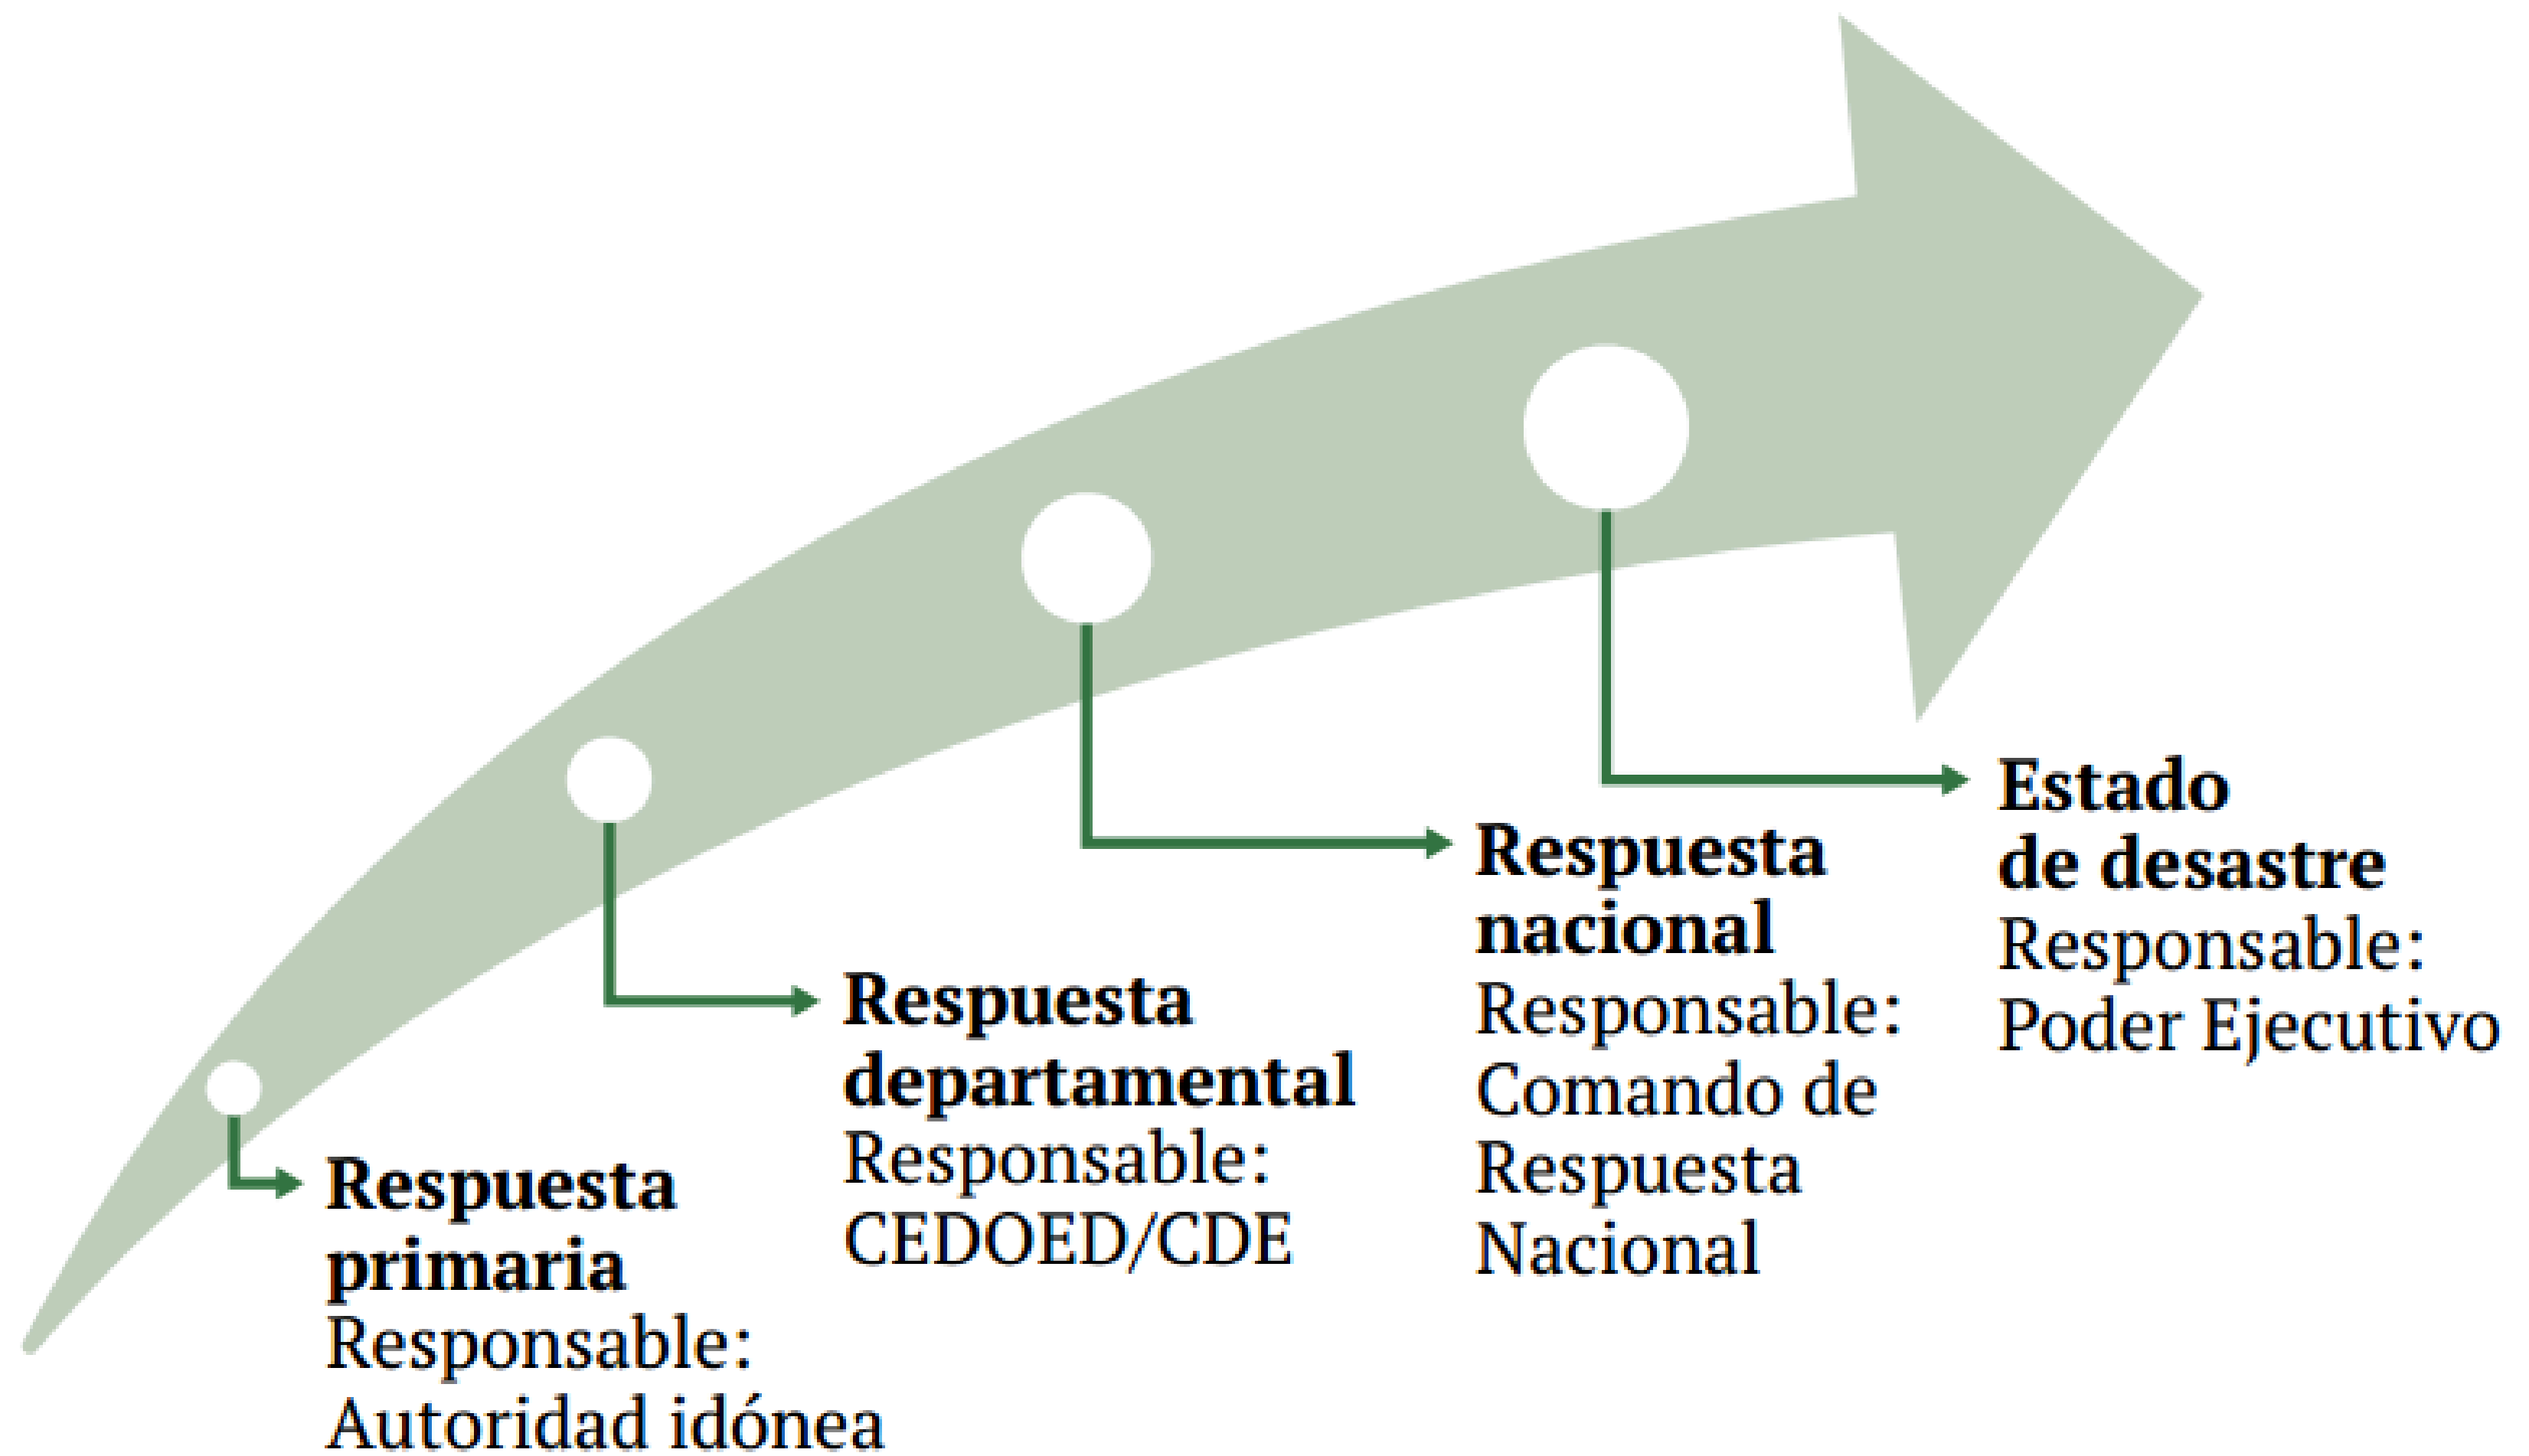 Respuesta
primaria
Responsable:
Autoridad idónea
Respuesta
departamental
Responsable:
CEDOED/CDE
Respuesta
nacional
Responsable:
Comando de
Respuesta
Nacional
Estado
de desastre
Responsable:
Poder Ejecutivo